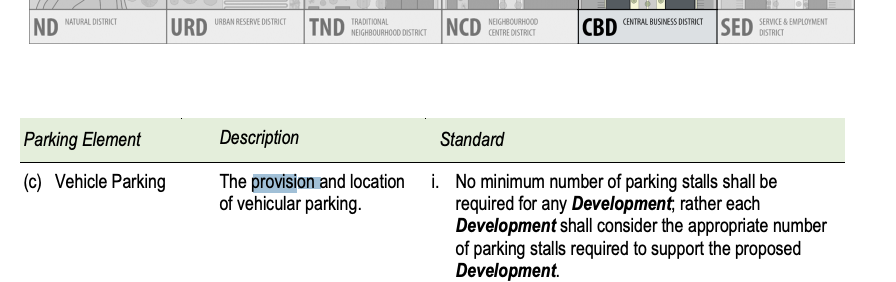 ND NATURAL DISTRICT
URD URBAN RESERVE DISTRICT
TND TRADITIONAL
NEIGHBOURHOOD DISTRICT
NCD NEIGHBOURHOOD
CENTRE DISTRICT
CBD CENTRAL BUSINESS DISTRICT
SED SERVICE & EMPLOYMENT
DISTRICT
Parking Element Description Standard
(c) Vehicle Parking The provision and location i. No minimum number of parking stalls shall be
of vehicular parking. required for any Development; rather each
Development shall consider the appropriate number
of parking stalls required to support the proposed
Development.